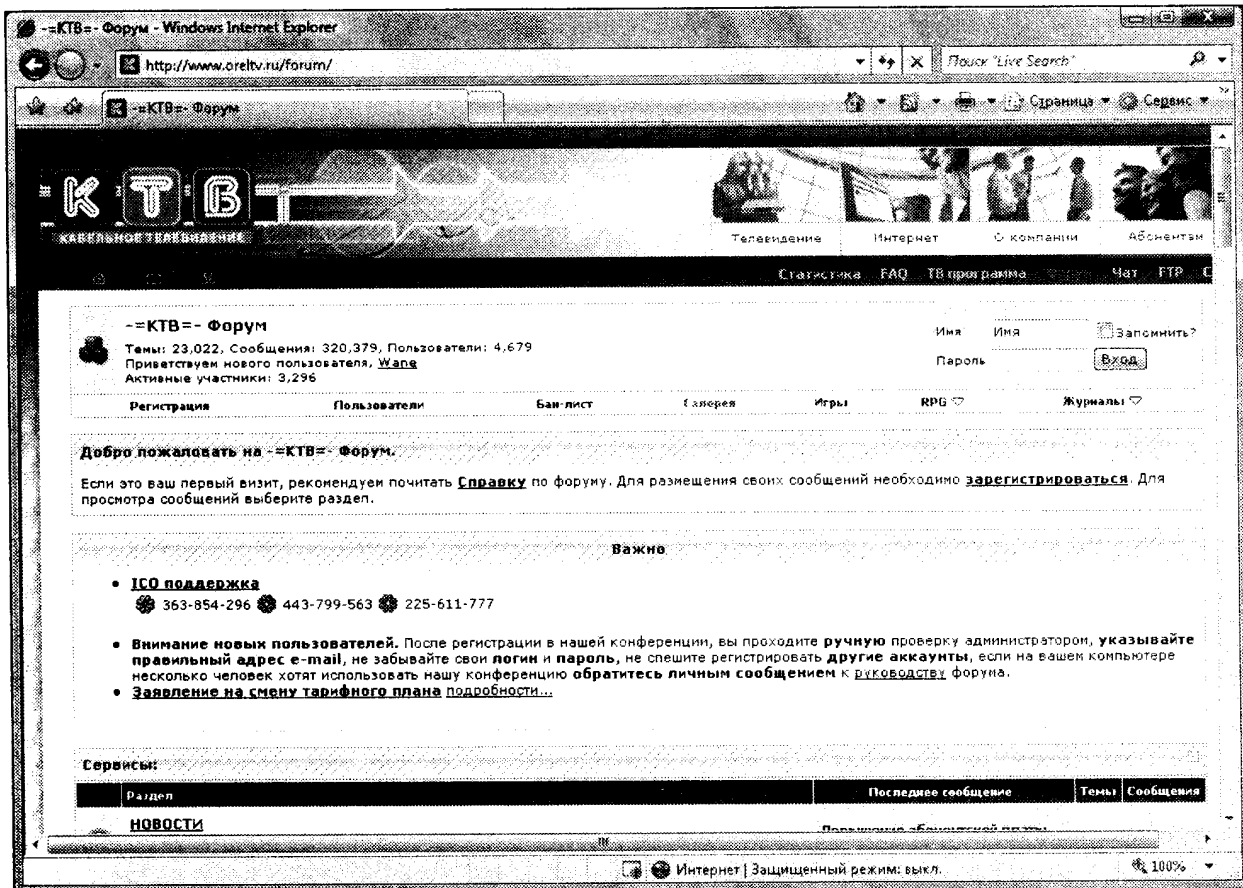 -=КТВ=- Форум - Windows Internet Explorer
http://www.oreltv.ru/forum/
Поиск "Live Search"
-=КТВ=- Форум
Страница
Сервис
КТВ
КАБЕЛЬНОЕ ТЕЛЕВИДЕНИЕ
Телевидение Интернет О компании Абонентам
Статистика FAQ ТВ программа Чат FTP С
-=КТВ=- Форум
Темы: 23,022, Сообщения: 320,379, Пользователи: 4,679
Приветствуем нового пользователя, Wane
Активные участники: 3,296
Имя Имя Запомнить?
Пароль Вход
Регистрация Пользователи Бан-лист Галерея Игры RPG Журналы
Добро пожаловать на -=КТВ=- Форум.
Если это ваш первый визит, рекомендуем почитать Справку по форуму. Для размещения своих сообщений необходимо зарегистрироваться. Для
просмотра сообщений выберите раздел.
Важно
• ICQ поддержка
363-854-296 443-799-563 225-611-777
• Внимание новых пользователей. После регистрации в нашей конференции, вы проходите ручную проверку администратором, указывайте
правильный адрес e-mail, не забывайте свои логин и пароль, не спешите регистрировать другие аккаунты, если на вашем компьютере
несколько человек хотят использовать нашу конференцию обратитесь личным сообщением к руководству форума.
• Заявление на смену тарифного плана подробности...
Сервисы:
Раздел Последнее сообщение Темы Сообщения
НОВОСТИ
Повышение абонентской платы
Интернет | Защищенный режим: выкл.
100%